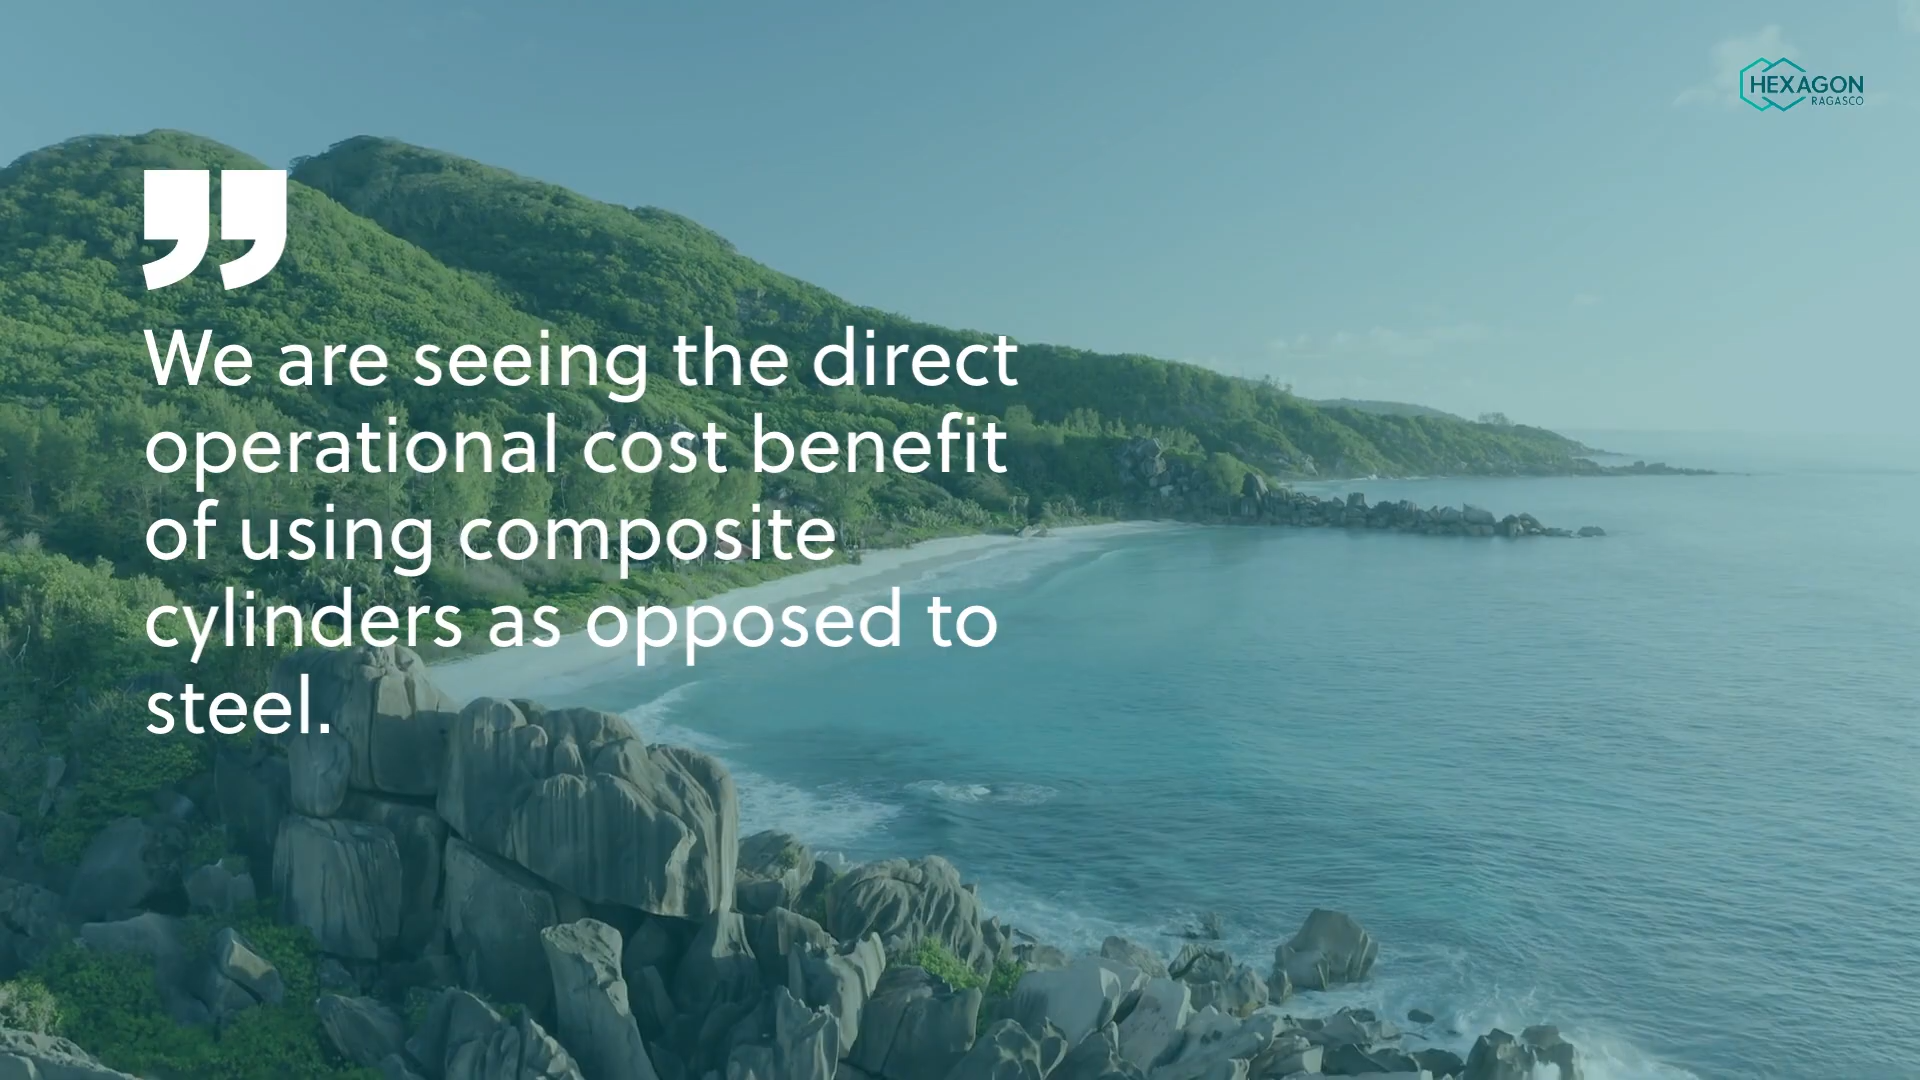 HEXAGON
RAGASCO
”
We are seeing the direct
operational cost benefit
of using composite
cylinders as opposed to
steel.